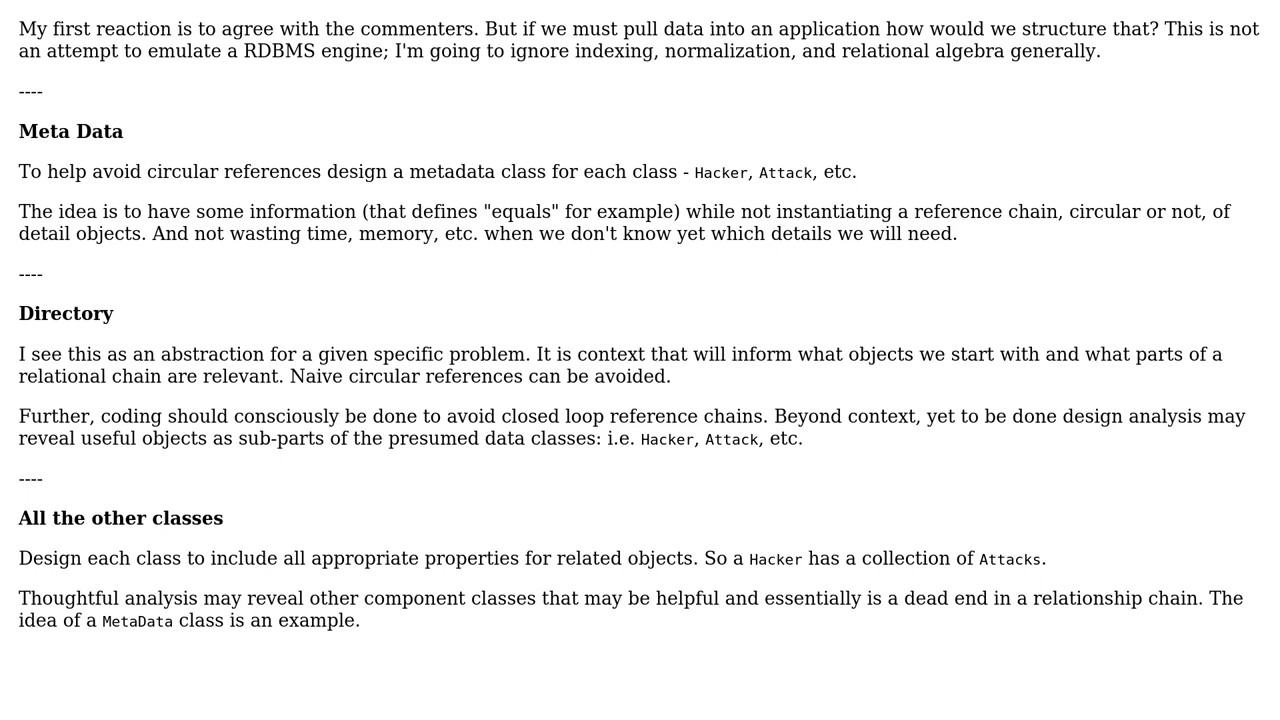 My first reaction is to agree with the commenters. But if we must pull data into an application how would we structure that? This is not
an attempt to emulate a RDBMS engine; I'm going to ignore indexing, normalization, and relational algebra generally.
----
Meta Data
To help avoid circular references design a metadata class for each class - Hacker, Attack, etc.
The idea is to have some information (that defines "equals" for example) while not instantiating a reference chain, circular or not, of
detail objects. And not wasting time, memory, etc. when we don't know yet which details we will need.
----
Directory
I see this as an abstraction for a given specific problem. It is context that will inform what objects we start with and what parts of a
relational chain are relevant. Naive circular references can be avoided.
Further, coding should consciously be done to avoid closed loop reference chains. Beyond context, yet to be done design analysis may
reveal useful objects as sub-parts of the presumed data classes: i.e. Hacker, Attack, etc.
----
All the other classes
Design each class to include all appropriate properties for related objects. So a Hacker has a collection of Attacks.
Thoughtful analysis may reveal other component classes that may be helpful and essentially is a dead end in a relationship chain. The
idea of a MetaData class is an example.